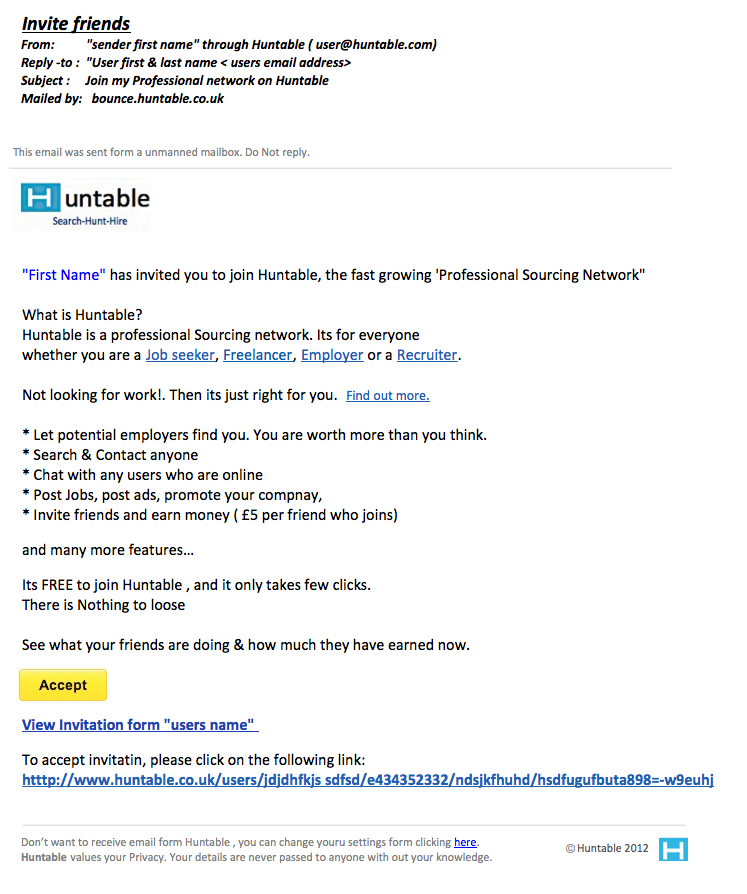 Invite friends
From: "sender first name" through Huntable ( user@huntable.com)
Reply -to : "User first & last name < users email address>
Subject : Join my Professional network on Huntable
Mailed by: bounce.huntable.co.uk
This email was sent form a unmanned mailbox. Do Not reply.
Huntable
Search-Hunt-Hire
"First Name" has invited you to join Huntable, the fast growing 'Professional Sourcing Network"
What is Huntable?
Huntable is a professional Sourcing network. Its for everyone
whether you are a Job seeker, Freelancer, Employer or a Recruiter.
Not looking for work!. Then its just right for you. Find out more.
* Let potential employers find you. You are worth more than you think.
* Search & Contact anyone
* Chat with any users who are online
* Post Jobs, post ads, promote your compnay,
* Invite friends and earn money ( £5 per friend who joins)
and many more features...
Its FREE to join Huntable , and it only takes few clicks.
There is Nothing to loose
See what your friends are doing & how much they have earned now.
Accept
View Invitation form "users name"
To accept invitatin, please click on the following link:
htttp://www.huntable.co.uk/users/jdjdhfkjs sdfsd/e434352332/ndsjkfhuhd/hsdfugufbuta898=-w9euhj
Don't want to receive email form Huntable , you can change youru settings form clicking here.
Huntable values your Privacy. Your details are never passed to anyone with out your knowledge.
© Huntable 2012
H